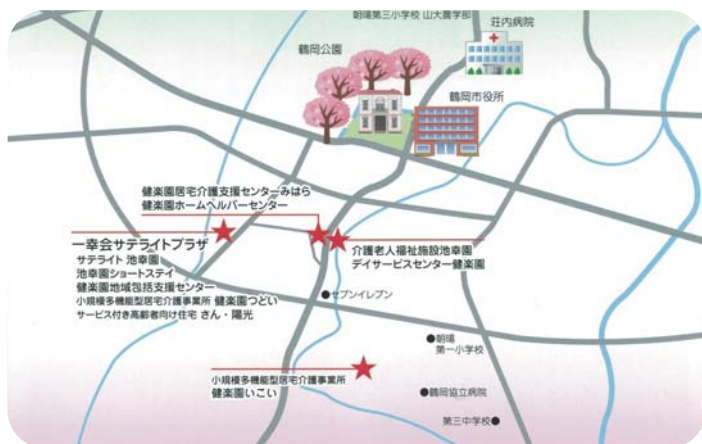 朝暘第三小学校 山大農学部
荘内病院
鶴岡公園
鶴岡市役所
健楽園居宅介護支援センターみはら
健楽園ホームヘルパーセンター
一幸会サテライトプラザ
サテライト 池幸園
池幸園ショートステイ
健楽園地域包括支援センター
小規模多機能型居宅介護事業所 健楽園つどい
サービス付き高齢者向け住宅 さん・陽光
介護老人福祉施設池幸園
デイサービスセンター健楽園
セブンイレブン
朝暘
第一小学校
小規模多機能型居宅介護事業所
健楽園いこい
鶴岡協立病院
第三中学校